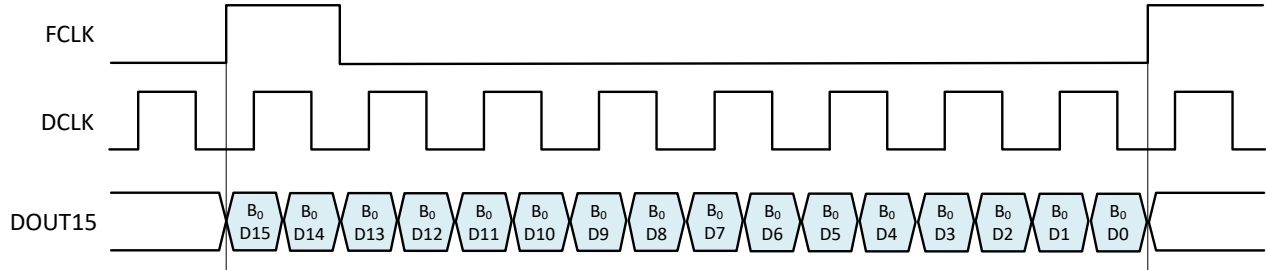 FCLK
DCLK
DOUT15
B₀ B₀ B₀ B₀ B₀ B₀ B₀ B₀ B₀ B₀ B₀ B₀ B₀ B₀ B₀ B₀
D15 D14 D13 D12 D11 D10 D9 D8 D7 D6 D5 D4 D3 D2 D1 D0